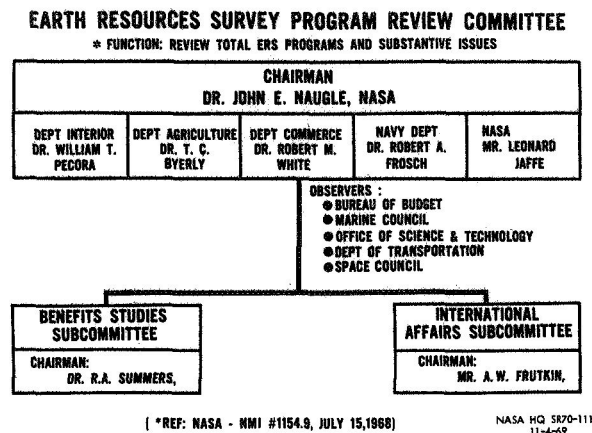 EARTH RESOURCES SURVEY PROGRAM REVIEW COMMITTEE
* FUNCTION: REVIEW TOTAL ERS PROGRAMS AND SUBSTANTIVE ISSUES
CHAIRMAN
DR. JOHN E. NAUGLE, NASA
DEPT INTERIOR
DR. WILLIAM T.
PECORA
DEPT AGRICULTURE
DR. T. C.
BYERLY
DEPT COMMERCE
DR. ROBERT M.
WHITE
NAVY DEPT
DR. ROBERT A.
FROSCH
NASA
MR. LEONARD
JAFFE
OBSERVERS :
● BUREAU OF BUDGET
● MARINE COUNCIL
● OFFICE OF SCIENCE & TECHNOLOGY
● DEPT OF TRANSPORTATION
● SPACE COUNCIL
BENEFITS STUDIES
SUBCOMMITTEE
CHAIRMAN:
DR. R.A. SUMMERS,
INTERNATIONAL
AFFAIRS SUBCOMMITTEE
CHAIRMAN:
MR. A.W. FRUTKIN,
( *REF: NASA - NMI #1154.9, JULY 15,1968)
NASA HQ SR70-111
11-4-69